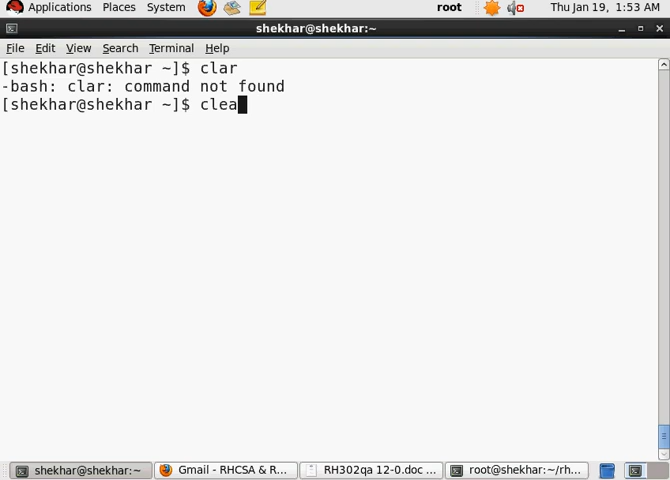 Applications Places System root Thu Jan 19, 1:53 AM
shekhar@shekhar:~
File Edit View Search Terminal Help
[shekhar@shekhar ~]$ clar
-bash: clar: command not found
[shekhar@shekhar ~]$ clea
shekhar@shekhar:~ Gmail - RHCSA & R... RH302qa 12-0.doc ... root@shekhar:~/rh...